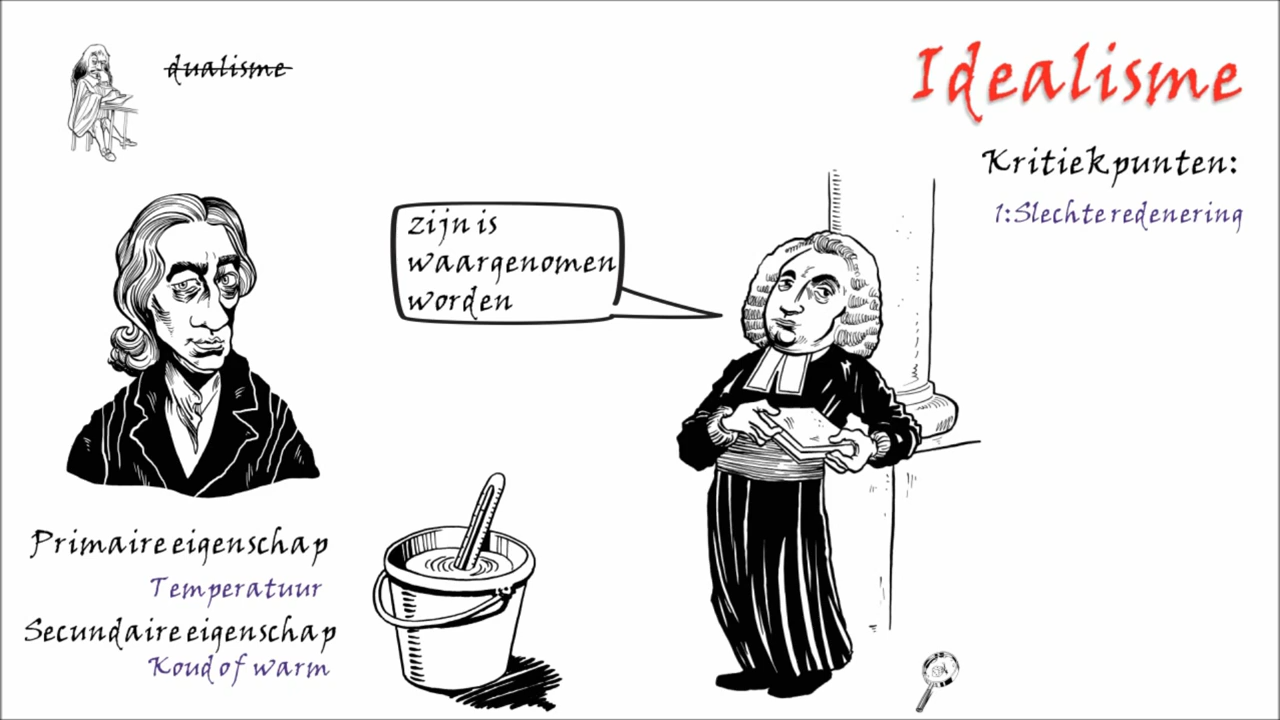 dualisme
Idealisme
Kritiekpunten:
1:Slechte redenering
zijn is
waargenomen
worden
Primaire eigenschap
Temperatuur
Secundaire eigenschap
Koud of warm